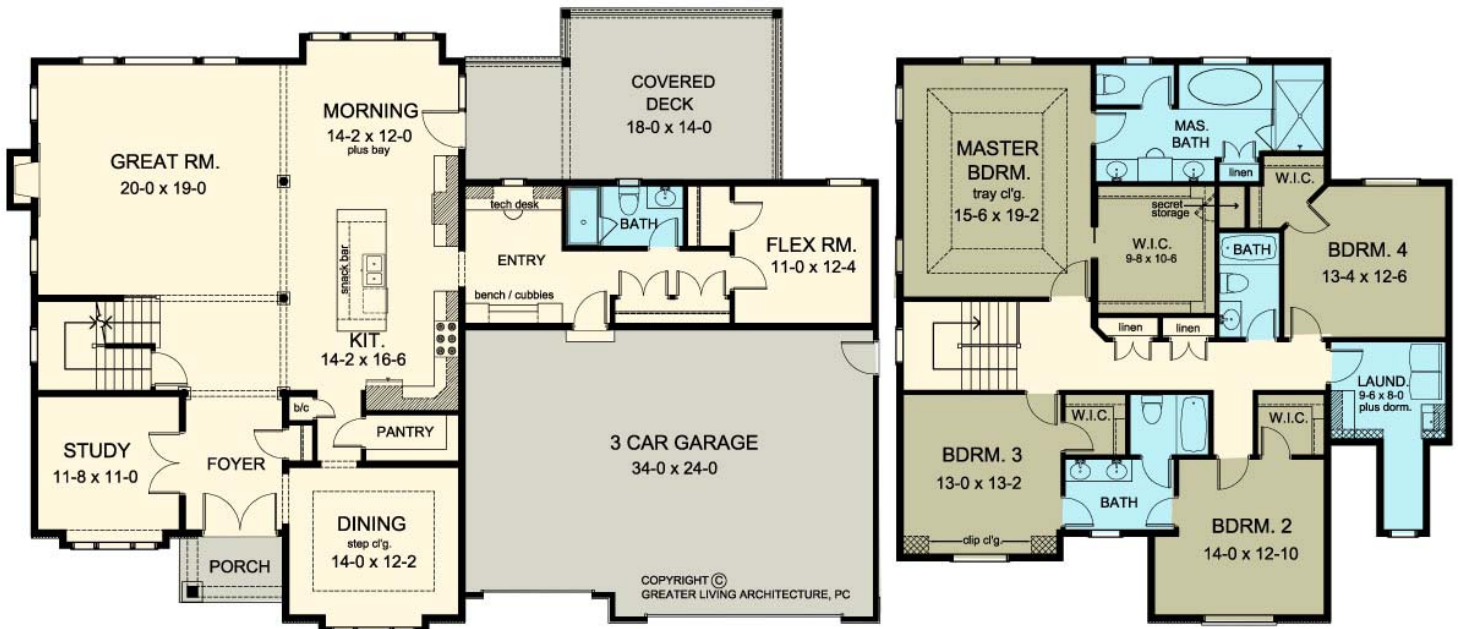 COVERED
DECK
18-0 x 14-0
MORNING
14-2 x 12-0
plus bay
GREAT RM.
20-0 x 19-0
tech desk
BATH
FLEX RM.
11-0 x 12-4
ENTRY
snack bar
bench / cubbies
KIT.
14-2 x 16-6
b/c
PANTRY
STUDY
11-8 x 11-0
FOYER
3 CAR GARAGE
34-0 x 24-0
DINING
step cl'g.
14-0 x 12-2
PORCH
COPYRIGHT ©
GREATER LIVING ARCHITECTURE, PC
MASTER
BDRM.
tray cl'g.
15-6 x 19-2
MAS.
BATH
linen
W.I.C.
secret
storage
W.I.C.
9-8 x 10-6
BATH
BDRM. 4
13-4 x 12-6
linen
linen
LAUND.
9-6 x 8-0
plus dorm.
W.I.C.
W.I.C.
BDRM. 3
13-0 x 13-2
BATH
clip cl'g.
BDRM. 2
14-0 x 12-10